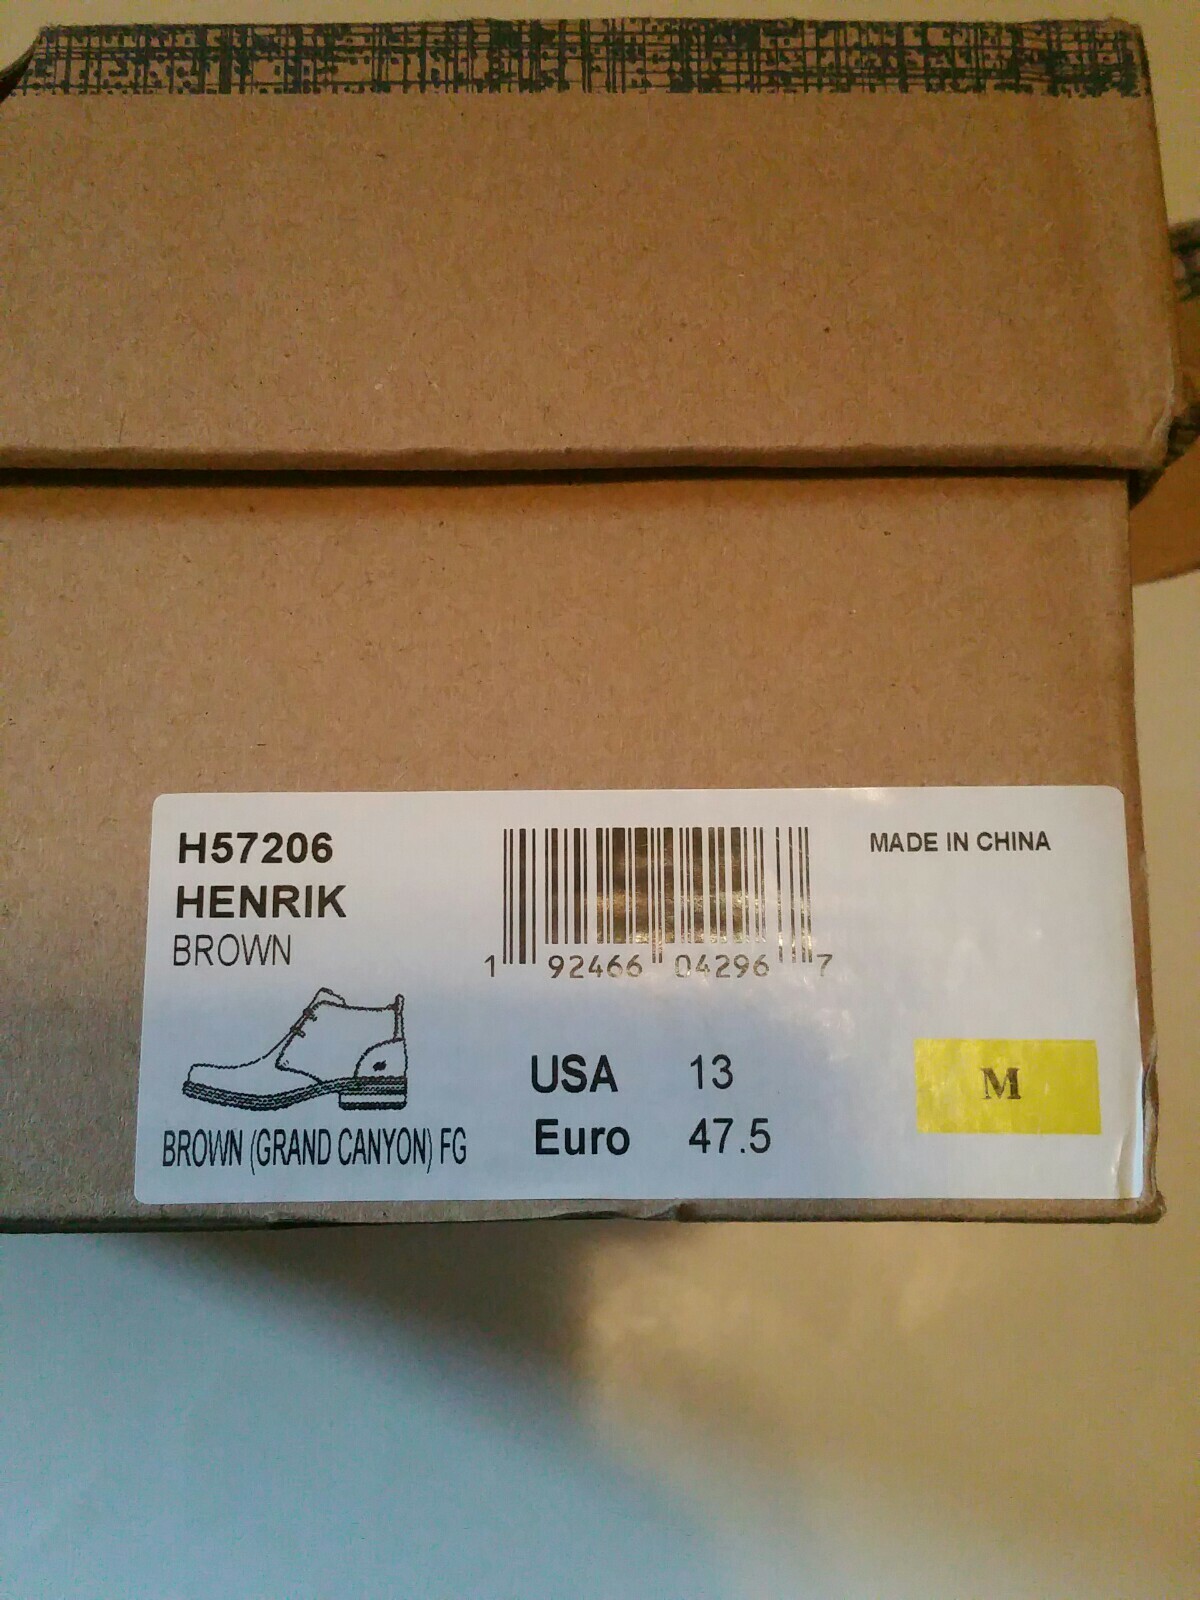 H57206
HENRIK
BROWN
1 92466 04296 7
MADE IN CHINA
BROWN (GRAND CANYON) FG
USA 13
Euro 47.5
M